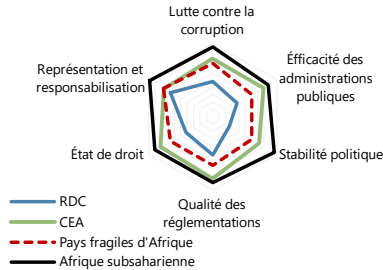 Lutte contre la
corruption
Éfficacité des
administrations
publiques
Stabilité politique
Qualité des
réglementations
État de droit
Représentation et
responsabilisation
RDC
CEA
Pays fragiles d'Afrique
Afrique subsaharienne